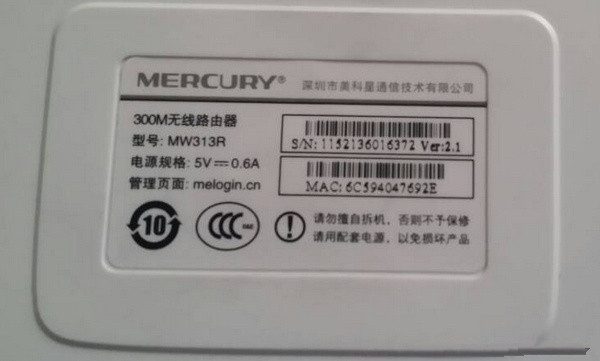 MERCURY® 深圳市美科星通信技术有限公司
300M无线路由器
型号: MW313R
电源规格: 5V⎓0.6A
管理页面: melogin.cn
S/N: 1152136016372 Ver:2.1
MAC: 6C594047692E
10
CCC
请勿擅自拆机，否则不予保修
请用配套电源，以免损坏产品